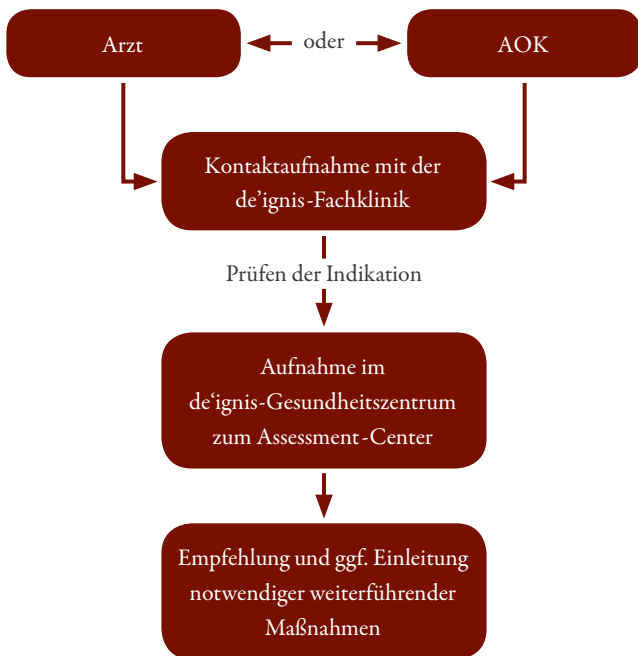 Arzt
oder
AOK
Kontaktaufnahme mit der
de’ignis-Fachklinik
Prüfen der Indikation
Aufnahme im
de‘ignis-Gesundheitszentrum
zum Assessment-Center
Empfehlung und ggf. Einleitung
notwendiger weiterführender
Maßnahmen